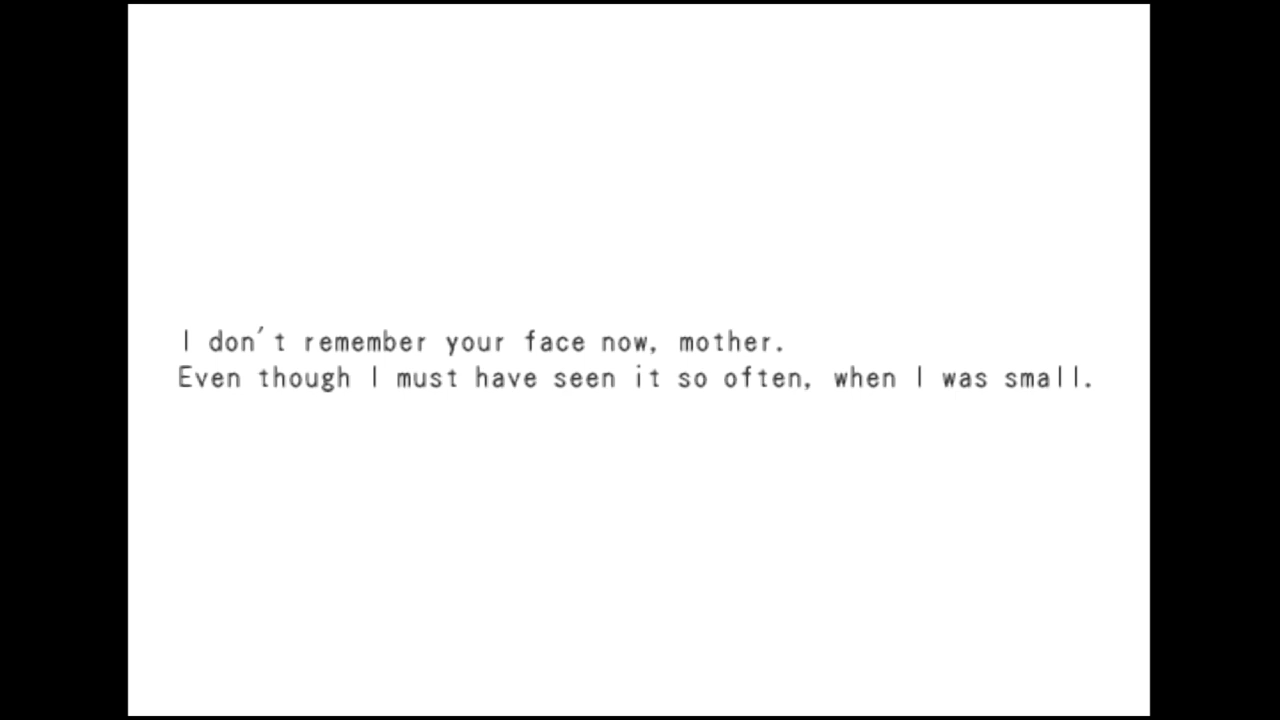 I don't remember your face now, mother.
Even though I must have seen it so often, when I was small.